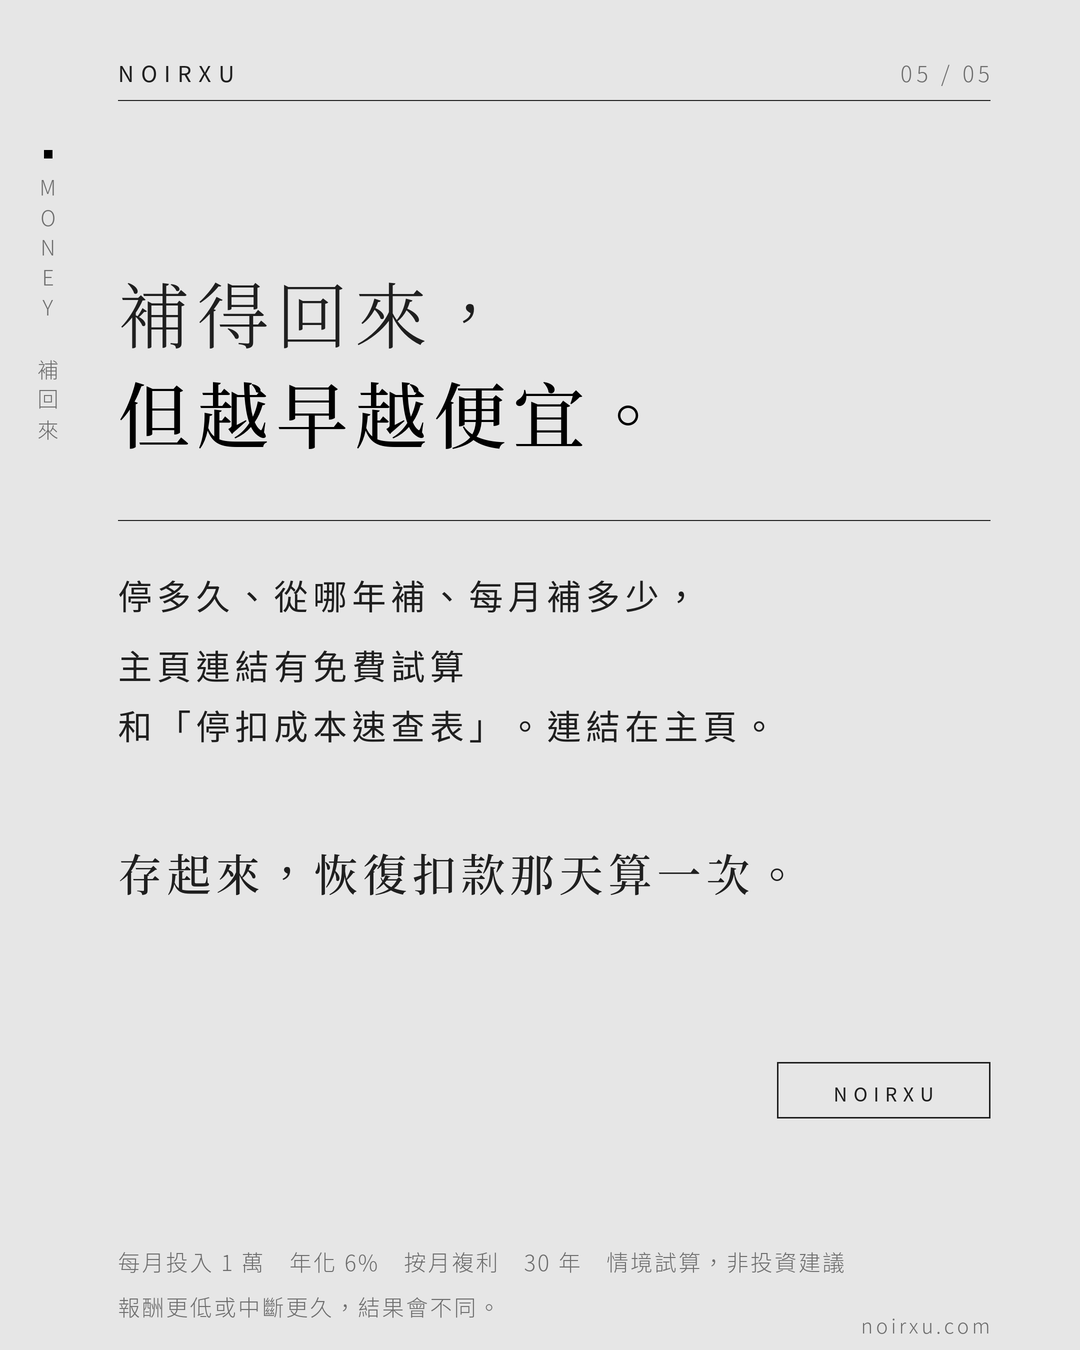 NOIRXU
05 / 05
MONEY 補回來
補得回來，
但越早越便宜。
停多久、從哪年補、每月補多少，
主頁連結有免費試算
和「停扣成本速查表」。連結在主頁。
存起來，恢復扣款那天算一次。
NOIRXU
每月投入 1 萬　年化 6%　按月複利　30 年　情境試算，非投資建議
報酬更低或中斷更久，結果會不同。
noirxu.com